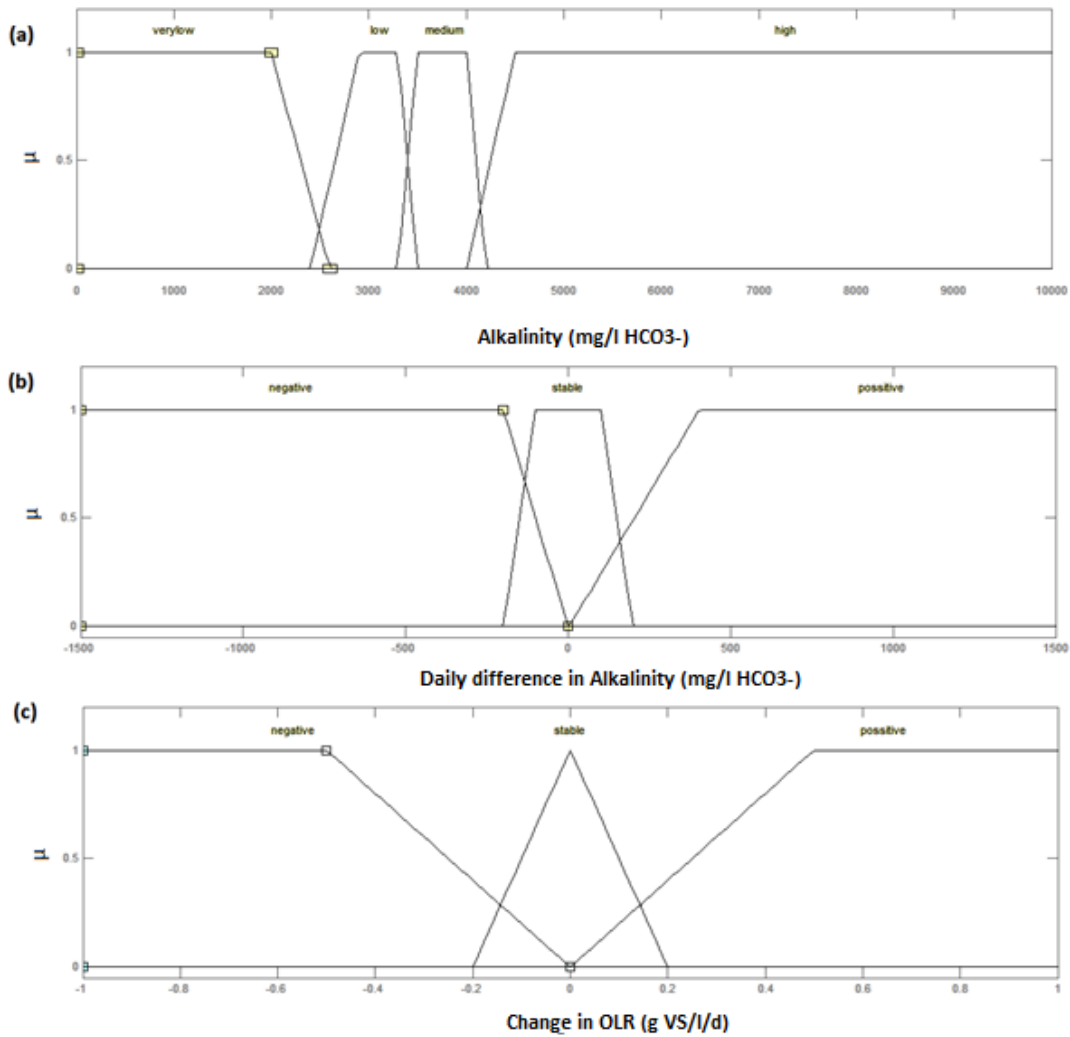 (a)
verylow low medium high
1
0.5
μ
0
0 1000 2000 3000 4000 5000 6000 7000 8000 9000 10000
Alkalinity (mg/l HCO3-)
(b)
negative stable possitive
1
0.5
μ
0
-1500 -1000 -500 0 500 1000 1500
Daily difference in Alkalinity (mg/l HCO3-)
(c)
negative stable possitive
1
0.5
μ
0
-1 -0.8 -0.6 -0.4 -0.2 0 0.2 0.4 0.6 0.8 1
Change in OLR (g VS/l/d)